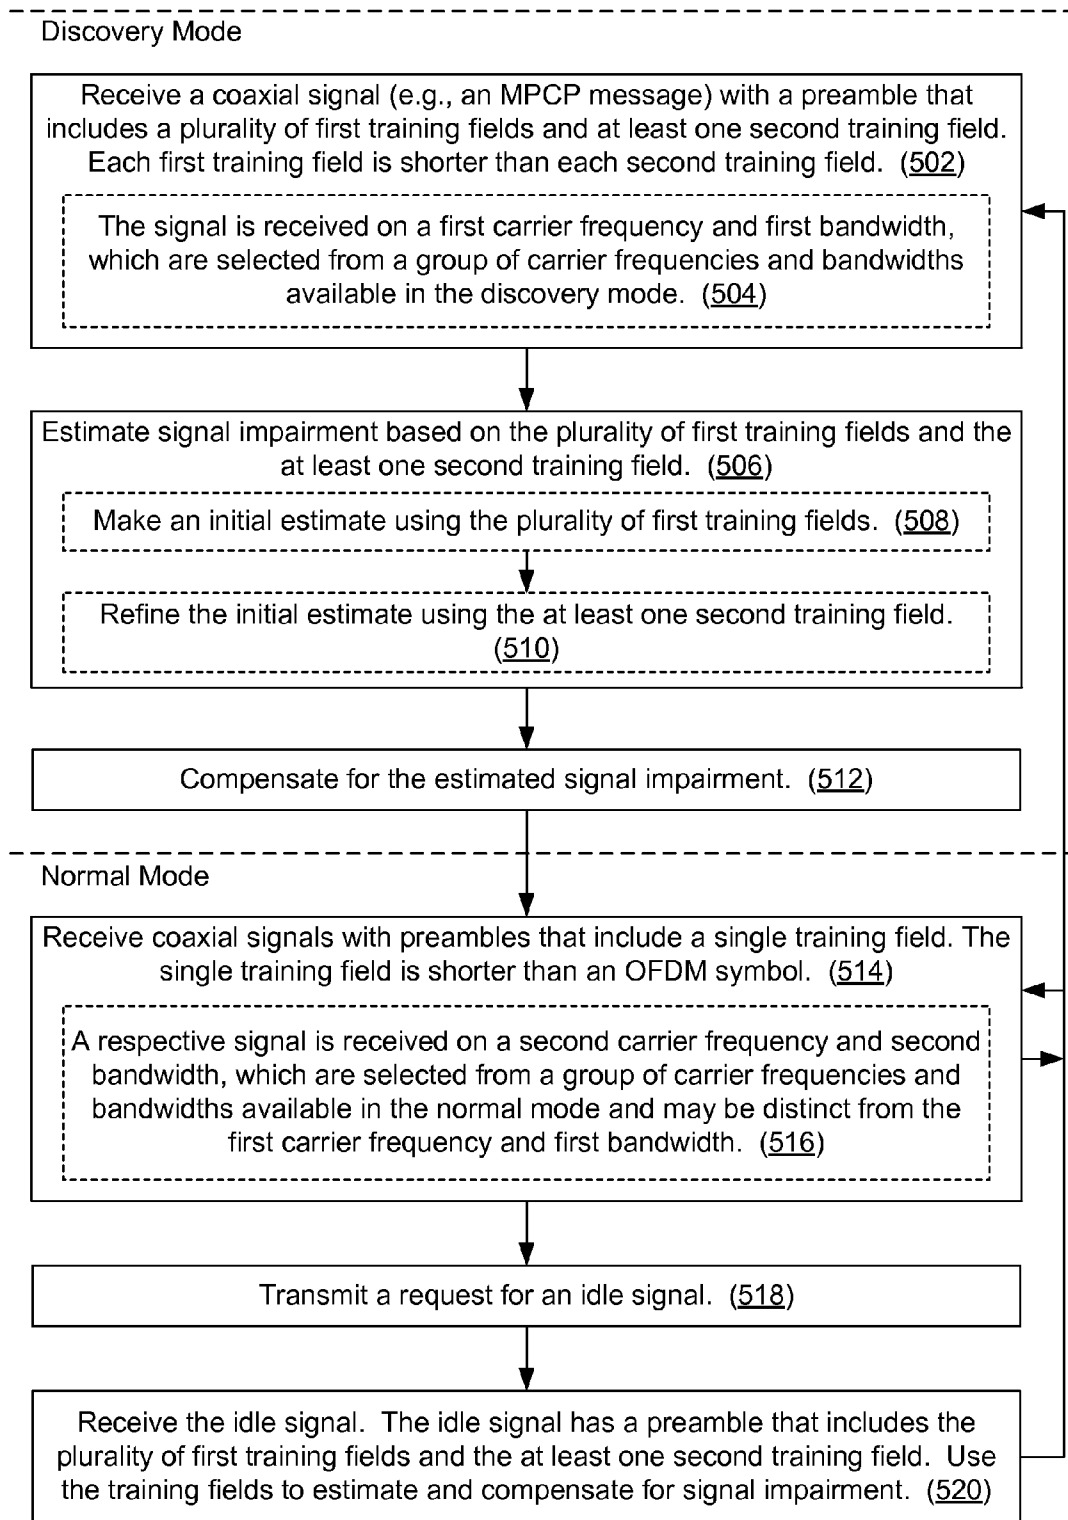 Discovery Mode
Receive a coaxial signal (e.g., an MPCP message) with a preamble that
includes a plurality of first training fields and at least one second training field.
Each first training field is shorter than each second training field. (502)
The signal is received on a first carrier frequency and first bandwidth,
which are selected from a group of carrier frequencies and bandwidths
available in the discovery mode. (504)
Estimate signal impairment based on the plurality of first training fields and the
at least one second training field. (506)
Make an initial estimate using the plurality of first training fields. (508)
Refine the initial estimate using the at least one second training field.
(510)
Compensate for the estimated signal impairment. (512)
Normal Mode
Receive coaxial signals with preambles that include a single training field. The
single training field is shorter than an OFDM symbol. (514)
A respective signal is received on a second carrier frequency and second
bandwidth, which are selected from a group of carrier frequencies and
bandwidths available in the normal mode and may be distinct from the
first carrier frequency and first bandwidth. (516)
Transmit a request for an idle signal. (518)
Receive the idle signal. The idle signal has a preamble that includes the
plurality of first training fields and the at least one second training field. Use
the training fields to estimate and compensate for signal impairment. (520)